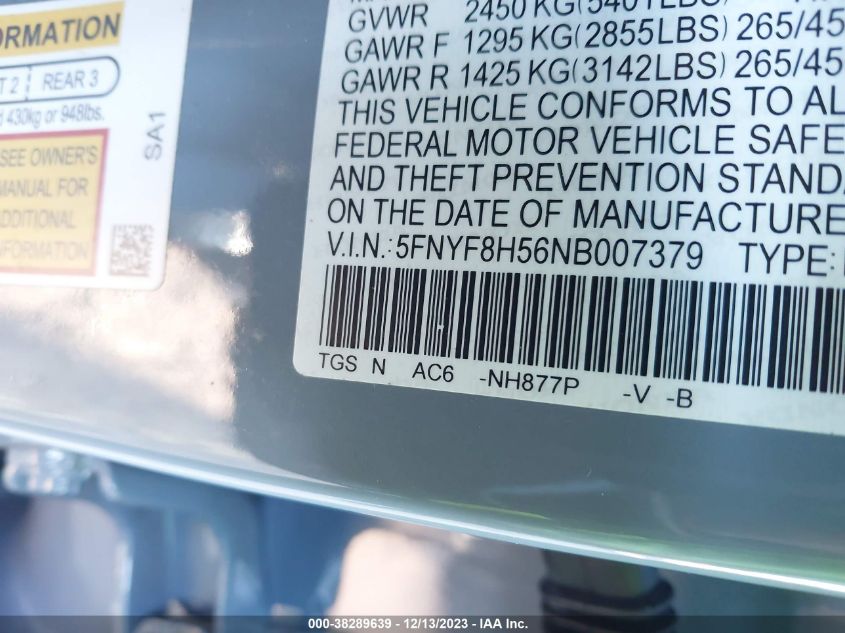 ORMATION
T 2 REAR 3
430kg or 948lbs.
SEE OWNER'S
MANUAL FOR
ADDITIONAL
INFORMATION
SA1
GVWR 2450 KG(5401LBS)
GAWR F 1295 KG(2855LBS) 265/45
GAWR R 1425 KG(3142LBS) 265/45
THIS VEHICLE CONFORMS TO AL
FEDERAL MOTOR VEHICLE SAFE
AND THEFT PREVENTION STANDA
ON THE DATE OF MANUFACTURE
V.I.N.: 5FNYF8H56NB007379 TYPE:
TGS N AC6 -NH877P -V -B
000-38289639 - 12/13/2023 - IAA Inc.